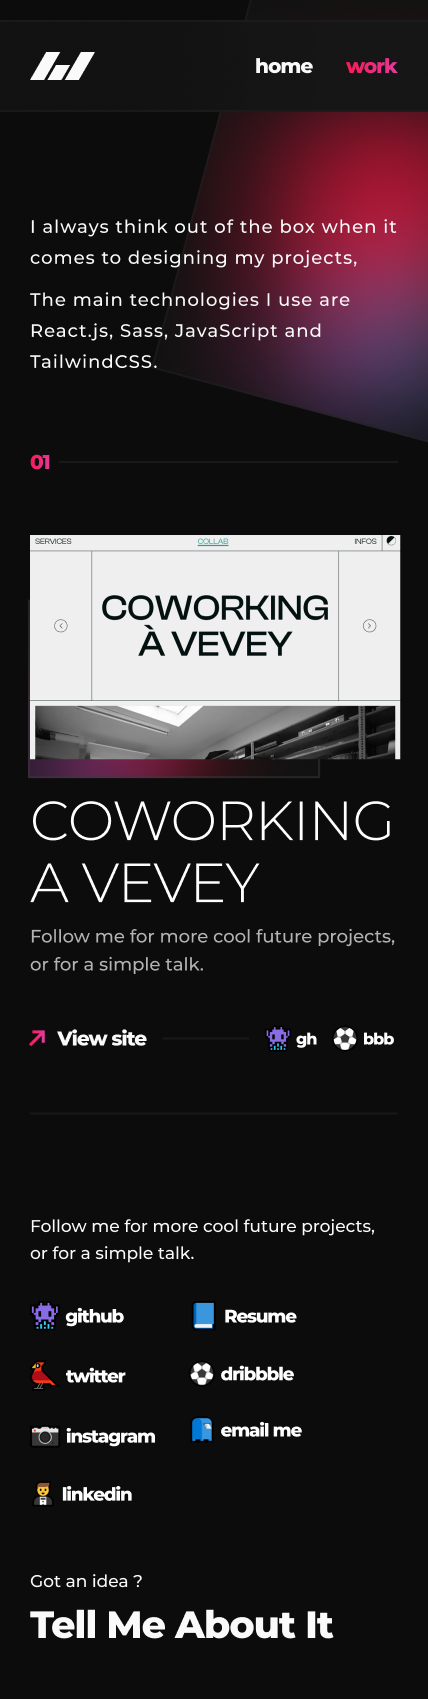 home work
I always think out of the box when it
comes to designing my projects,
The main technologies I use are
React.js, Sass, JavaScript and
TailwindCSS.
01
SERVICES COLLAB INFOS
COWORKING
À VEVEY
COWORKING
A VEVEY
Follow me for more cool future projects,
or for a simple talk.
View site gh bbb
Follow me for more cool future projects,
or for a simple talk.
github Resume
twitter dribbble
instagram email me
linkedin
Got an idea ?
Tell Me About It